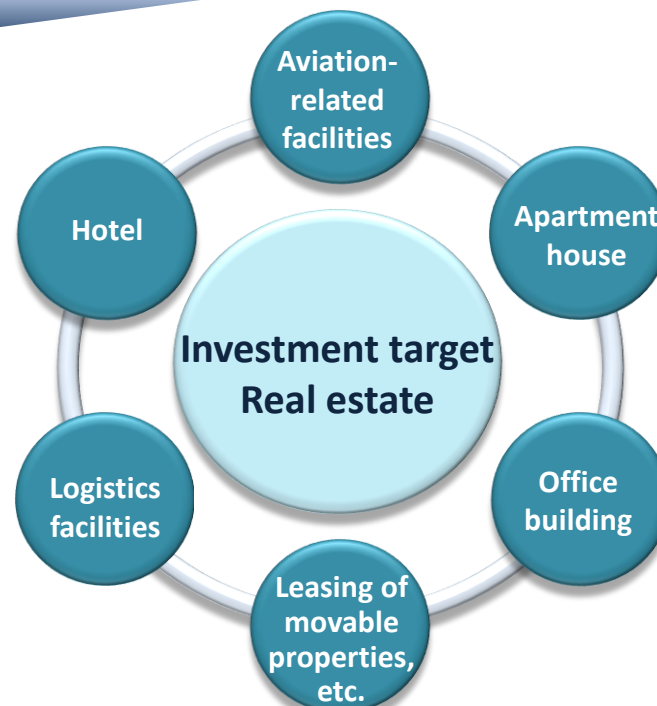 Aviation-
related
facilities
Hotel
Apartment
house
Investment target
Real estate
Logistics
facilities
Office
building
Leasing of
movable
properties,
etc.